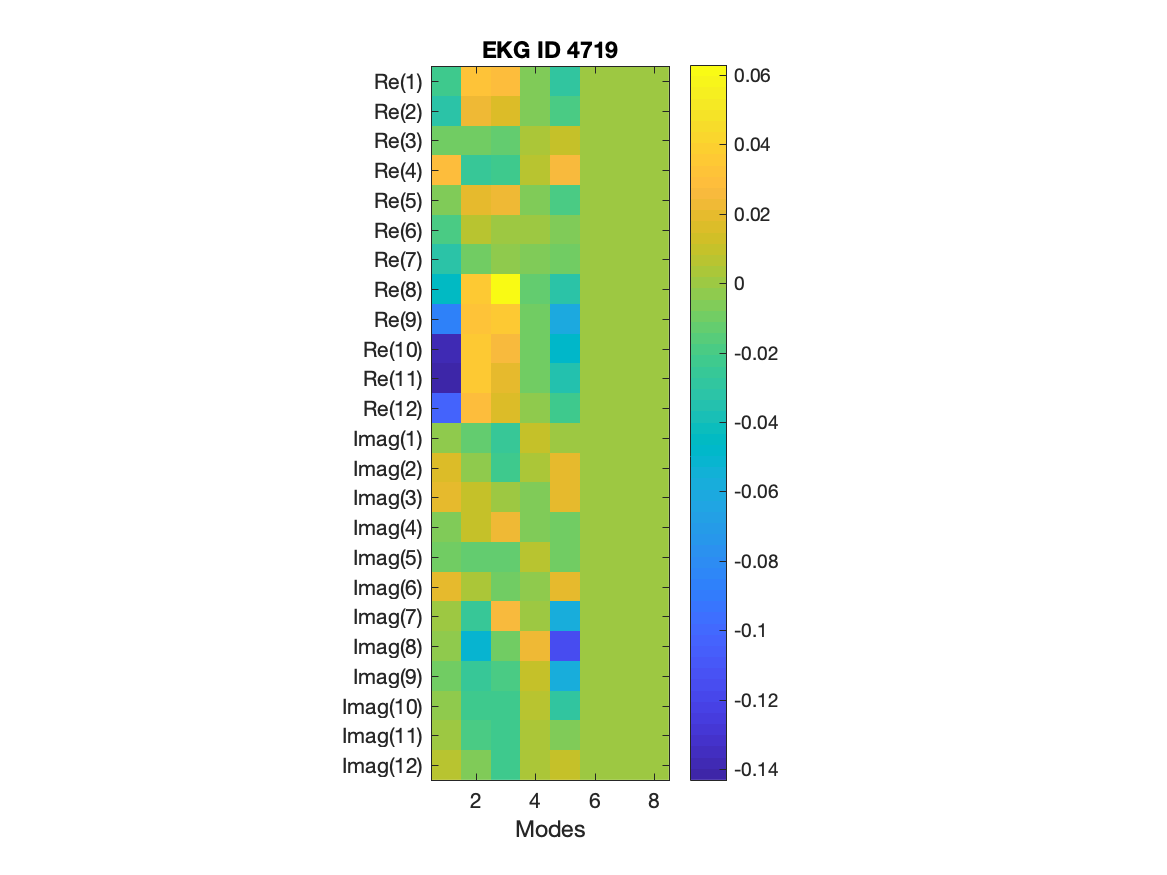 EKG ID 4719
Re(1)
Re(2)
Re(3)
Re(4)
Re(5)
Re(6)
Re(7)
Re(8)
Re(9)
Re(10)
Re(11)
Re(12)
Imag(1)
Imag(2)
Imag(3)
Imag(4)
Imag(5)
Imag(6)
Imag(7)
Imag(8)
Imag(9)
Imag(10)
Imag(11)
Imag(12)
2 4 6 8
Modes
0.06
0.04
0.02
0
-0.02
-0.04
-0.06
-0.08
-0.1
-0.12
-0.14